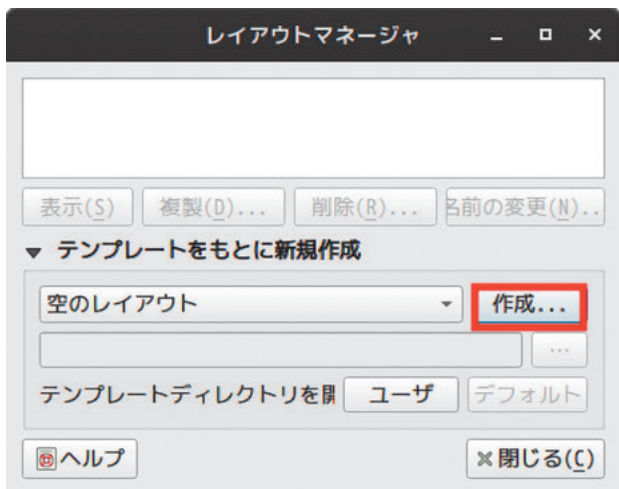 レイアウトマネージャ
表示(S) 複製(D)... 削除(R)... 名前の変更(N)..
テンプレートをもとに新規作成
空のレイアウト 作成...
...
テンプレートディレクトリを開 ユーザ デフォルト
ヘルプ 閉じる(C)